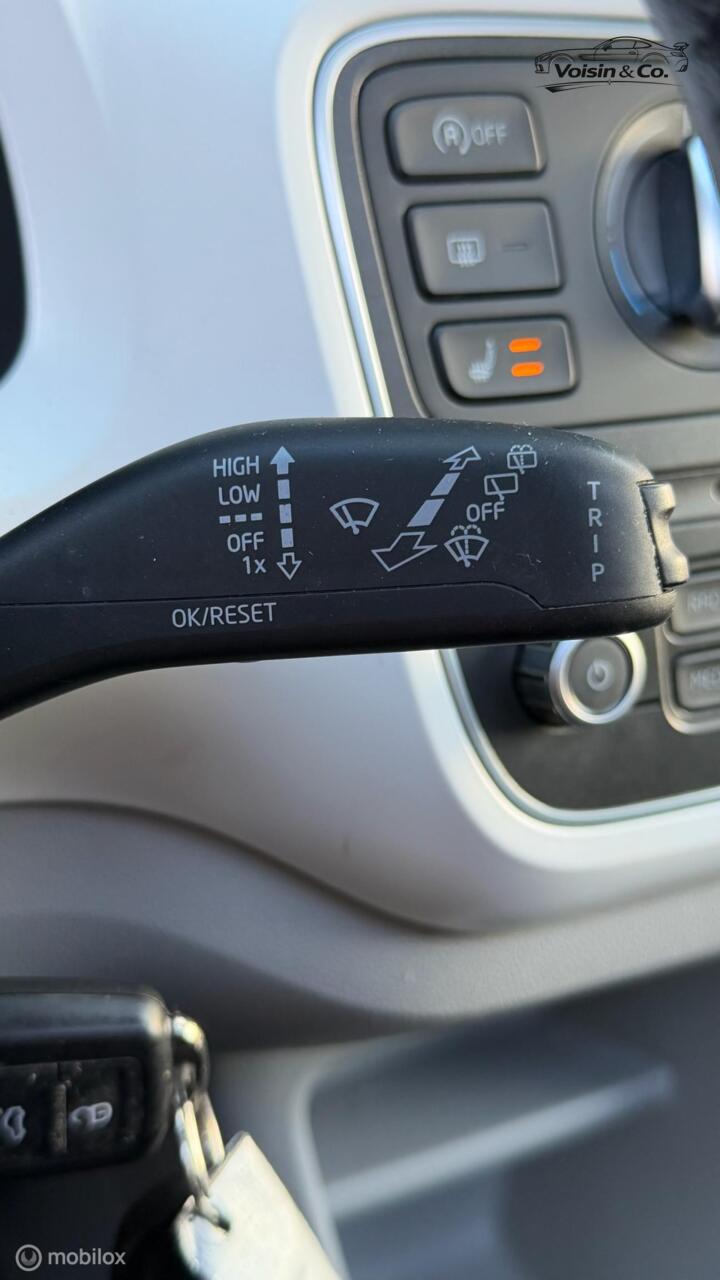 Voisin & Co.
OFF
HIGH
LOW
OFF
1x
OFF
TRIP
OK/RESET
mobilox